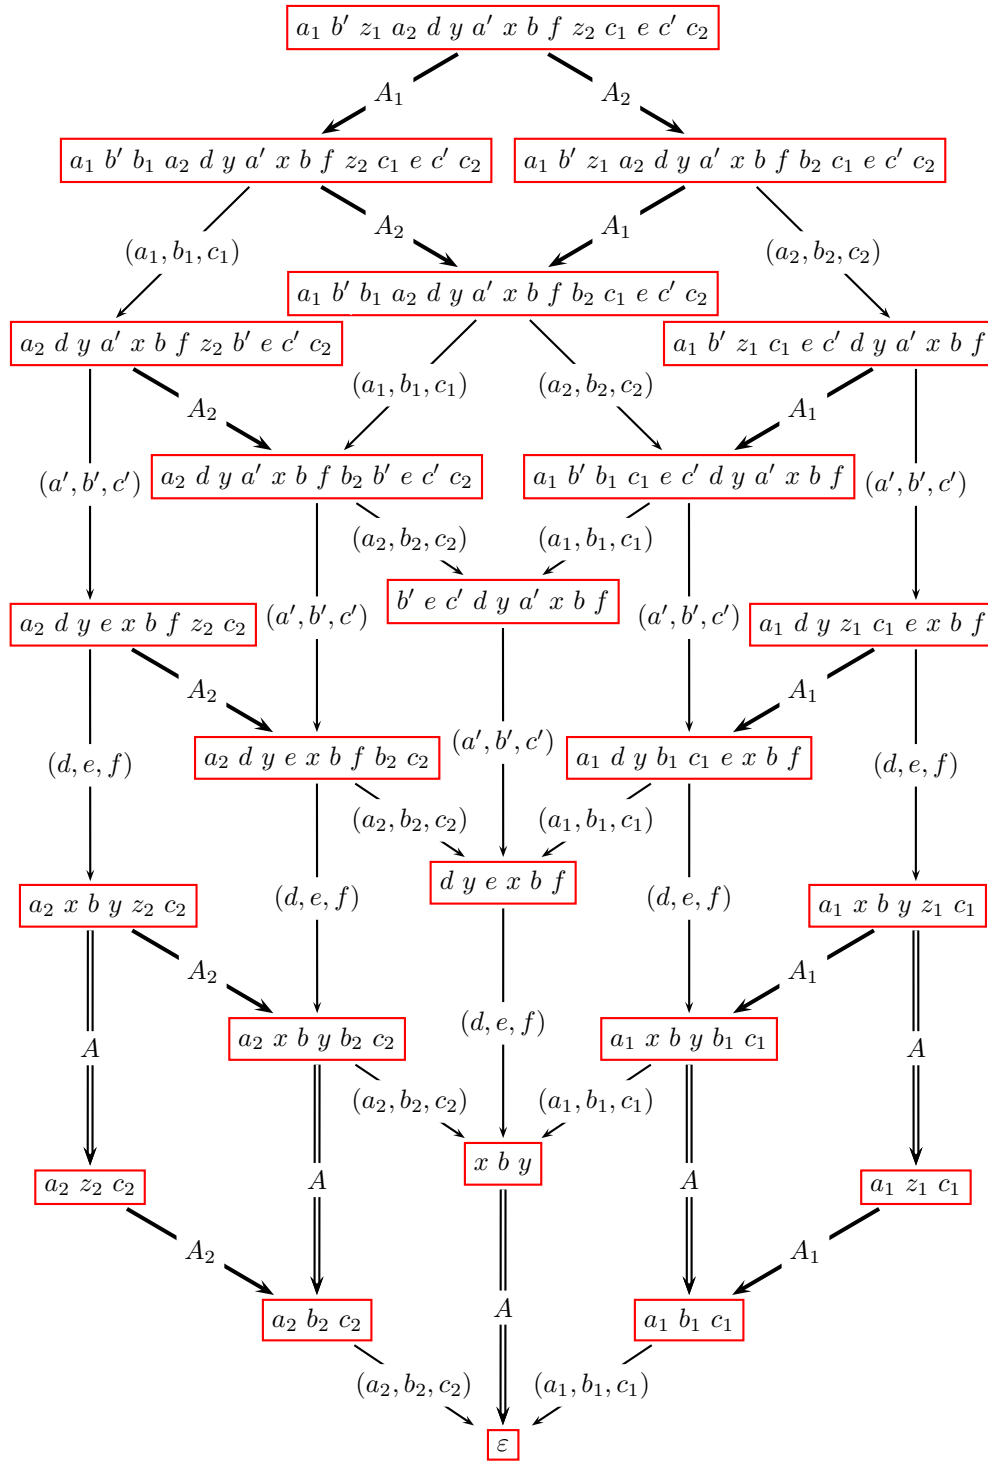 a₁ b′ z₁ a₂ d y a′ x b f z₂ c₁ e c′ c₂
A₁ A₂
a₁ b′ b₁ a₂ d y a′ x b f z₂ c₁ e c′ c₂ a₁ b′ z₁ a₂ d y a′ x b f b₂ c₁ e c′ c₂
A₂ A₁
(a₁, b₁, c₁) (a₂, b₂, c₂)
a₁ b′ b₁ a₂ d y a′ x b f b₂ c₁ e c′ c₂
a₂ d y a′ x b f z₂ b′ e c′ c₂ a₁ b′ z₁ c₁ e c′ d y a′ x b f
(a₁, b₁, c₁) (a₂, b₂, c₂)
A₂ A₁
a₂ d y a′ x b f b₂ b′ e c′ c₂ a₁ b′ b₁ c₁ e c′ d y a′ x b f
(a′, b′, c′) (a′, b′, c′)
(a₂, b₂, c₂) (a₁, b₁, c₁)
b′ e c′ d y a′ x b f
(a′, b′, c′) (a′, b′, c′)
a₂ d y e x b f z₂ c₂ a₁ d y z₁ c₁ e x b f
A₂ A₁
(a′, b′, c′)
a₂ d y e x b f b₂ c₂ a₁ d y b₁ c₁ e x b f
(d, e, f) (d, e, f)
(a₂, b₂, c₂) (a₁, b₁, c₁)
d y e x b f
(d, e, f) (d, e, f)
a₂ x b y z₂ c₂ a₁ x b y z₁ c₁
A₂ A₁
(d, e, f)
a₂ x b y b₂ c₂ a₁ x b y b₁ c₁
A A
(a₂, b₂, c₂) (a₁, b₁, c₁)
x b y
A A
a₂ z₂ c₂ a₁ z₁ c₁
A₂ A₁
A
a₂ b₂ c₂ a₁ b₁ c₁
(a₂, b₂, c₂) (a₁, b₁, c₁)
ε